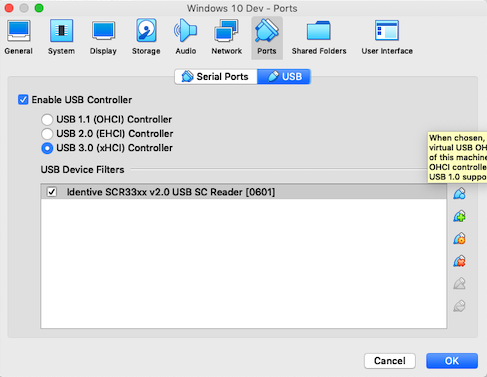 Windows 10 Dev - Ports
General System Display Storage Audio Network Ports Shared Folders User Interface
Serial Ports USB
Enable USB Controller
USB 1.1 (OHCI) Controller
USB 2.0 (EHCI) Controller
USB 3.0 (xHCI) Controller
When chosen,
virtual USB OH
of this machine
OHCI controlle
USB 1.0 suppo
USB Device Filters
Identive SCR33xx v2.0 USB SC Reader [0601]
Cancel OK